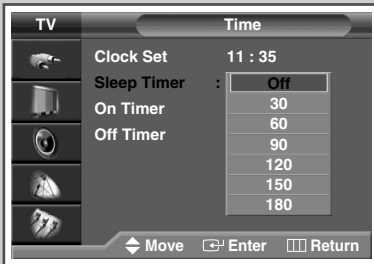 TV Time
Clock Set 11 : 35
Sleep Timer : Off
30
On Timer
60
Off Timer
90
120
150
180
Move Enter Return